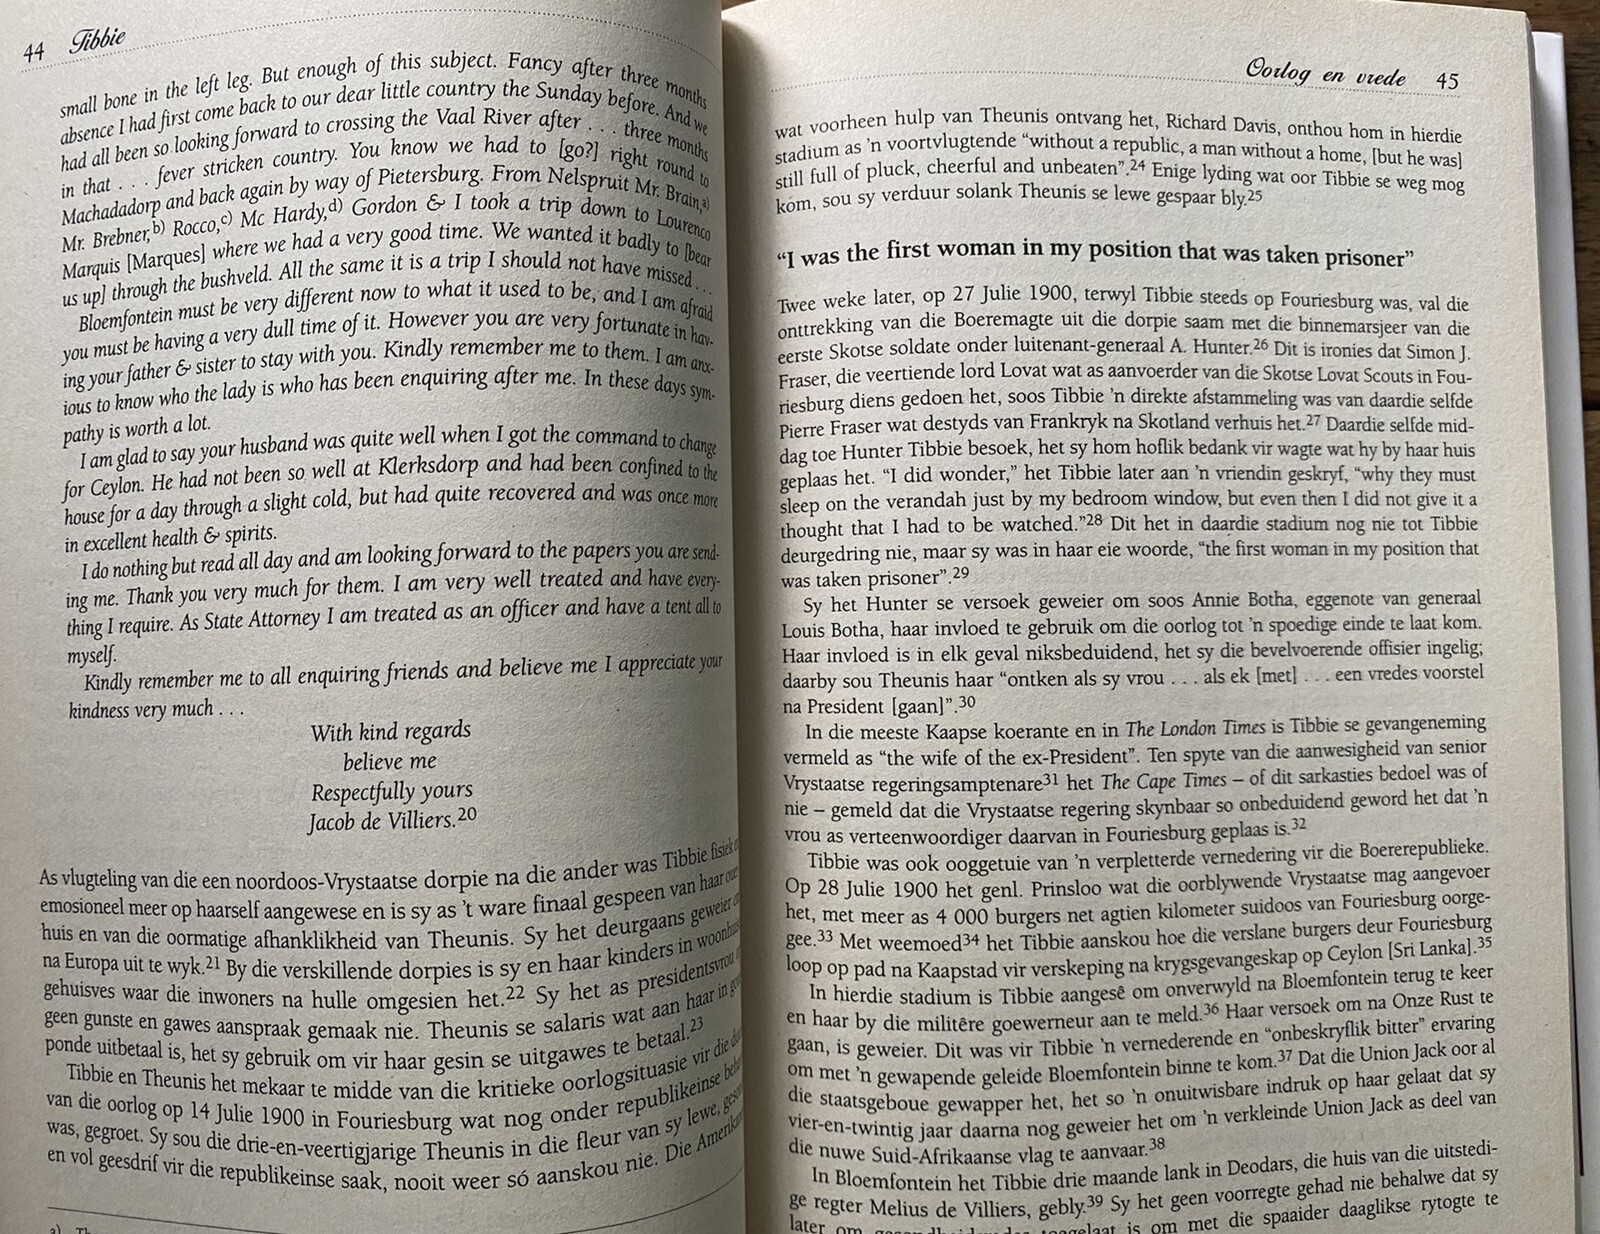 44 Tibbie
small bone in the left leg. But enough of this subject. Fancy after three months
absence I had first come back to our dear little country the Sunday before. And we
had all been so looking forward to crossing the Vaal River after . . . three months
in that . . . fever stricken country. You know we had to [go?] right round to
Machadadorp and back again by way of Pietersburg. From Nelspruit Mr. Brain,a)
Mr. Brebner,b) Rocco,c) Mc Hardy,d) Gordon & I took a trip down to Lourenco
Marquis [Marques] where we had a very good time. We wanted it badly to [bear
us up] through the bushveld. All the same it is a trip I should not have missed . . .
Bloemfontein must be very different now to what it used to be, and I am afraid
you must be having a very dull time of it. However you are very fortunate in hav-
ing your father & sister to stay with you. Kindly remember me to them. I am anx-
ious to know who the lady is who has been enquiring after me. In these days sym-
pathy is worth a lot.
I am glad to say your husband was quite well when I got the command to change
for Ceylon. He had not been so well at Klerksdorp and had been confined to the
house for a day through a slight cold, but had quite recovered and was once more
in excellent health & spirits.
I do nothing but read all day and am looking forward to the papers you are send-
ing me. Thank you very much for them. I am very well treated and have every-
thing I require. As State Attorney I am treated as an officer and have a tent all to
myself.
Kindly remember me to all enquiring friends and believe me I appreciate your
kindness very much . . .
With kind regards
believe me
Respectfully yours
Jacob de Villiers.20
As vlugteling van die een noordoos-Vrystaatse dorpie na die ander was Tibbie fisiek
emosioneel meer op haarself aangewese en is sy as 't ware finaal gespeen van haar
huis en van die oormatige afhanklikheid van Theunis. Sy het deurgaans geweier
na Europa uit te wyk.21 By die verskillende dorpies is sy en haar kinders in
gehuisves waar die inwoners na hulle omgesien het.22 Sy het as presidentsvrou
geen gunste en gawes aanspraak gemaak nie. Theunis se salaris wat aan haar in
ponde uitbetaal is, het sy gebruik om vir haar gesin se uitgawes te betaal.23
Tibbie en Theunis het mekaar te midde van die kritieke oorlogsituasie vir die
van die oorlog op 14 Julie 1900 in Fouriesburg wat nog onder republikeinse
was, gegroet. Sy sou die drie-en-veertigjarige Theunis in die fleur van sy lewe,
en vol geesdrif vir die republikeinse saak, nooit weer só aanskou nie. Die
a)
Oorlog en vrede 45
wat voorheen hulp van Theunis ontvang het, Richard Davis, onthou hom in hierdie
stadium as 'n voortvlugtende "without a republic, a man without a home, [but he was]
still full of pluck, cheerful and unbeaten".24 Enige lyding wat oor Tibbie se weg mog
kom, sou sy verduur solank Theunis se lewe gespaar bly.25
"I was the first woman in my position that was taken prisoner"
Twee weke later, op 27 Julie 1900, terwyl Tibbie steeds op Fouriesburg was, val die
onttrekking van die Boeremagte uit die dorpie saam met die binnemarsjeer van die
eerste Skotse soldate onder luitenant-generaal A. Hunter.26 Dit is ironies dat Simon J.
Fraser, die veertiende lord Lovat wat as aanvoerder van die Skotse Lovat Scouts in Fou-
riesburg diens gedoen het, soos Tibbie 'n direkte afstammeling was van daardie selfde
Pierre Fraser wat destyds van Frankryk na Skotland verhuis het.27 Daardie selfde mid-
dag toe Hunter Tibbie besoek, het sy hom hoflik bedank vir wagte wat hy by haar huis
geplaas het. "I did wonder," het Tibbie later aan 'n vriendin geskryf, "why they must
sleep on the verandah just by my bedroom window, but even then I did not give it a
thought that I had to be watched."28 Dit het in daardie stadium nog nie tot Tibbie
deurgedring nie, maar sy was in haar eie woorde, "the first woman in my position that
was taken prisoner".29
Sy het Hunter se versoek geweier om soos Annie Botha, eggenote van generaal
Louis Botha, haar invloed te gebruik om die oorlog tot 'n spoedige einde te laat kom.
Haar invloed is in elk geval niksbeduidend, het sy die bevelvoerende offisier ingelig;
daarby sou Theunis haar "ontken als sy vrou . . . als ek [met] . . . een vredes voorstel
na President [gaan]".30
In die meeste Kaapse koerante en in The London Times is Tibbie se gevangeneming
vermeld as "the wife of the ex-President". Ten spyte van die aanwesigheid van senior
Vrystaatse regeringsamptenare31 het The Cape Times – of dit sarkasties bedoel was of
nie – gemeld dat die Vrystaatse regering skynbaar so onbeduidend geword het dat 'n
vrou as verteenwoordiger daarvan in Fouriesburg geplaas is.32
Tibbie was ook ooggetuie van 'n verpletterde vernedering vir die Boererepublieke.
Op 28 Julie 1900 het genl. Prinsloo wat die oorblywende Vrystaatse mag aangevoer
het, met meer as 4 000 burgers net agtien kilometer suidoos van Fouriesburg oorge-
gee.33 Met weemoed34 het Tibbie aanskou hoe die verslane burgers deur Fouriesburg
loop op pad na Kaapstad vir verskeping na krygsgevangeskap op Ceylon [Sri Lanka].35
In hierdie stadium is Tibbie aangesê om onverwyld na Bloemfontein terug te keer
en haar by die militêre goewerneur aan te meld.36 Haar versoek om na Onze Rust te
gaan, is geweier. Dit was vir Tibbie 'n vernederende en "onbeskryflik bitter" ervaring
om met 'n gewapende geleide Bloemfontein binne te kom.37 Dat die Union Jack oor al
die staatsgeboue gewapper het, het so 'n onuitwisbare indruk op haar gelaat dat sy
vier-en-twintig jaar daarna nog geweier het om 'n verkleinde Union Jack as deel van
die nuwe Suid-Afrikaanse vlag te aanvaar.38
In Bloemfontein het Tibbie drie maande lank in Deodars, die huis van die uitstedi-
ge regter Melius de Villiers, gebly.39 Sy het geen voorregte gehad nie behalwe dat sy
later om toegelaat is om met die spaaider daaglikse rytogte te